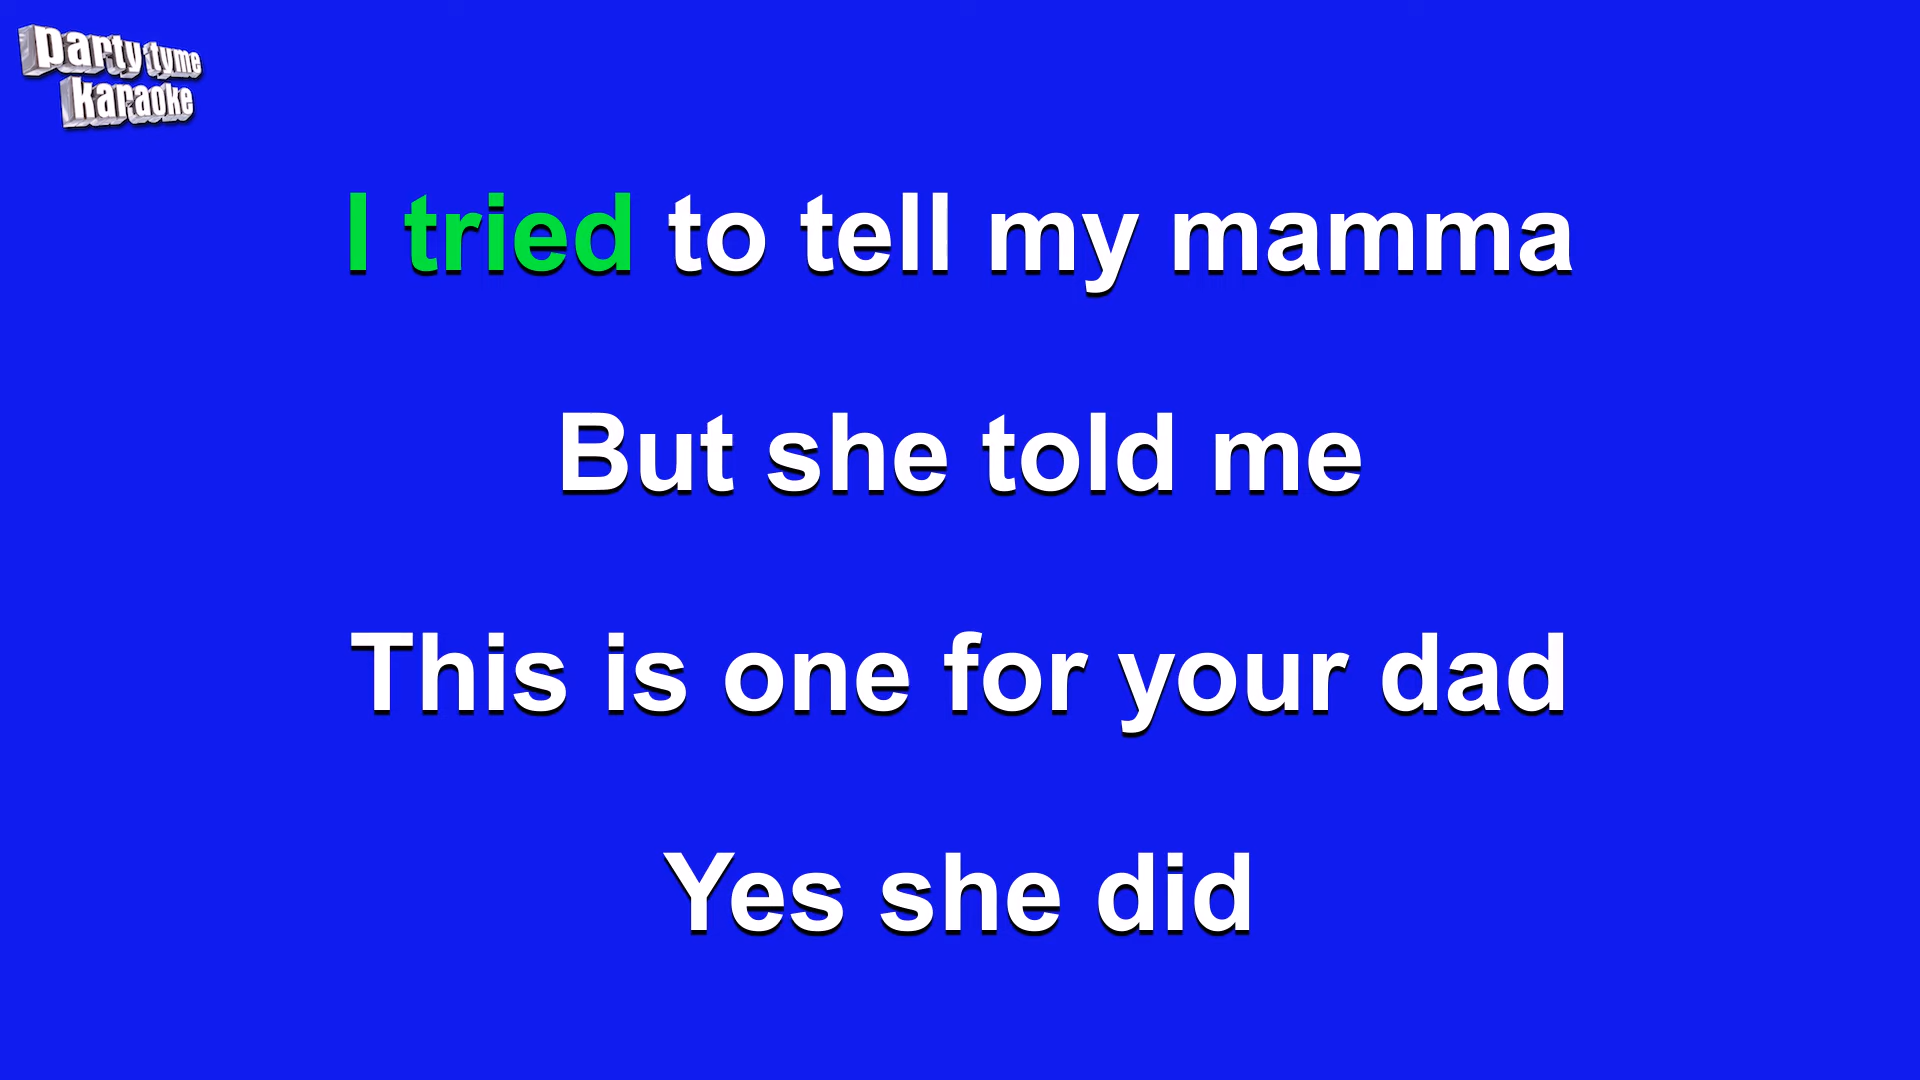 party tyme
karaoke
I tried to tell my mamma
But she told me
This is one for your dad
Yes she did